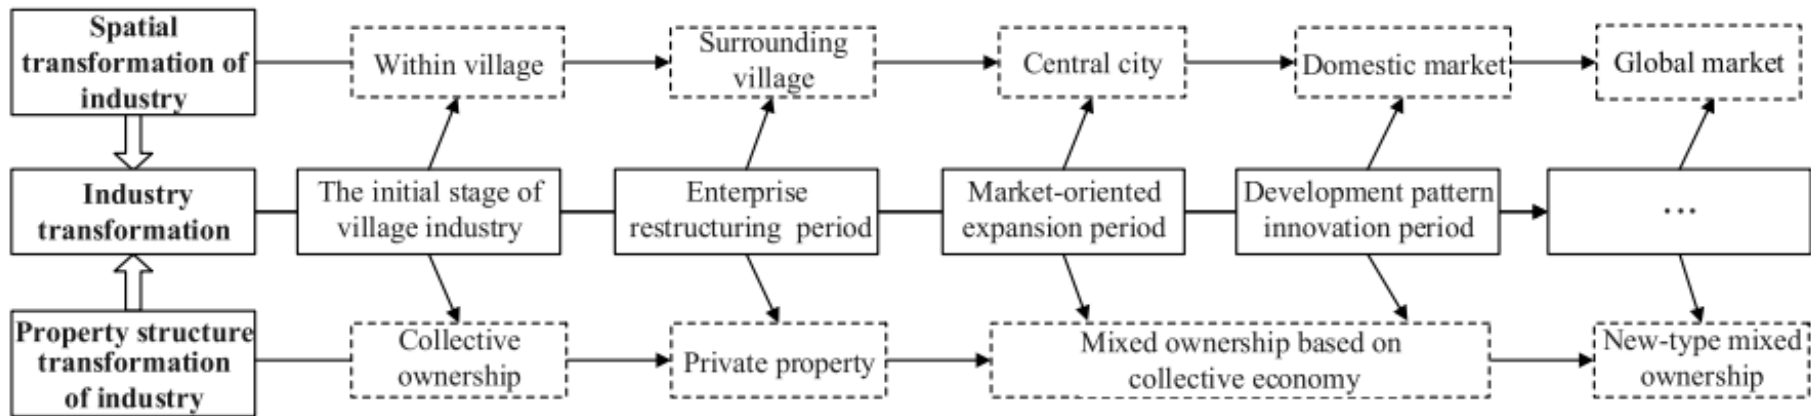 Spatial
transformation of
industry
Within village
Surrounding
village
Central city
Domestic market
Global market
Industry
transformation
The initial stage of
village industry
Enterprise
restructuring period
Market-oriented
expansion period
Development pattern
innovation period
...
Property structure
transformation
of industry
Collective
ownership
Private property
Mixed ownership based on
collective economy
New-type mixed
ownership